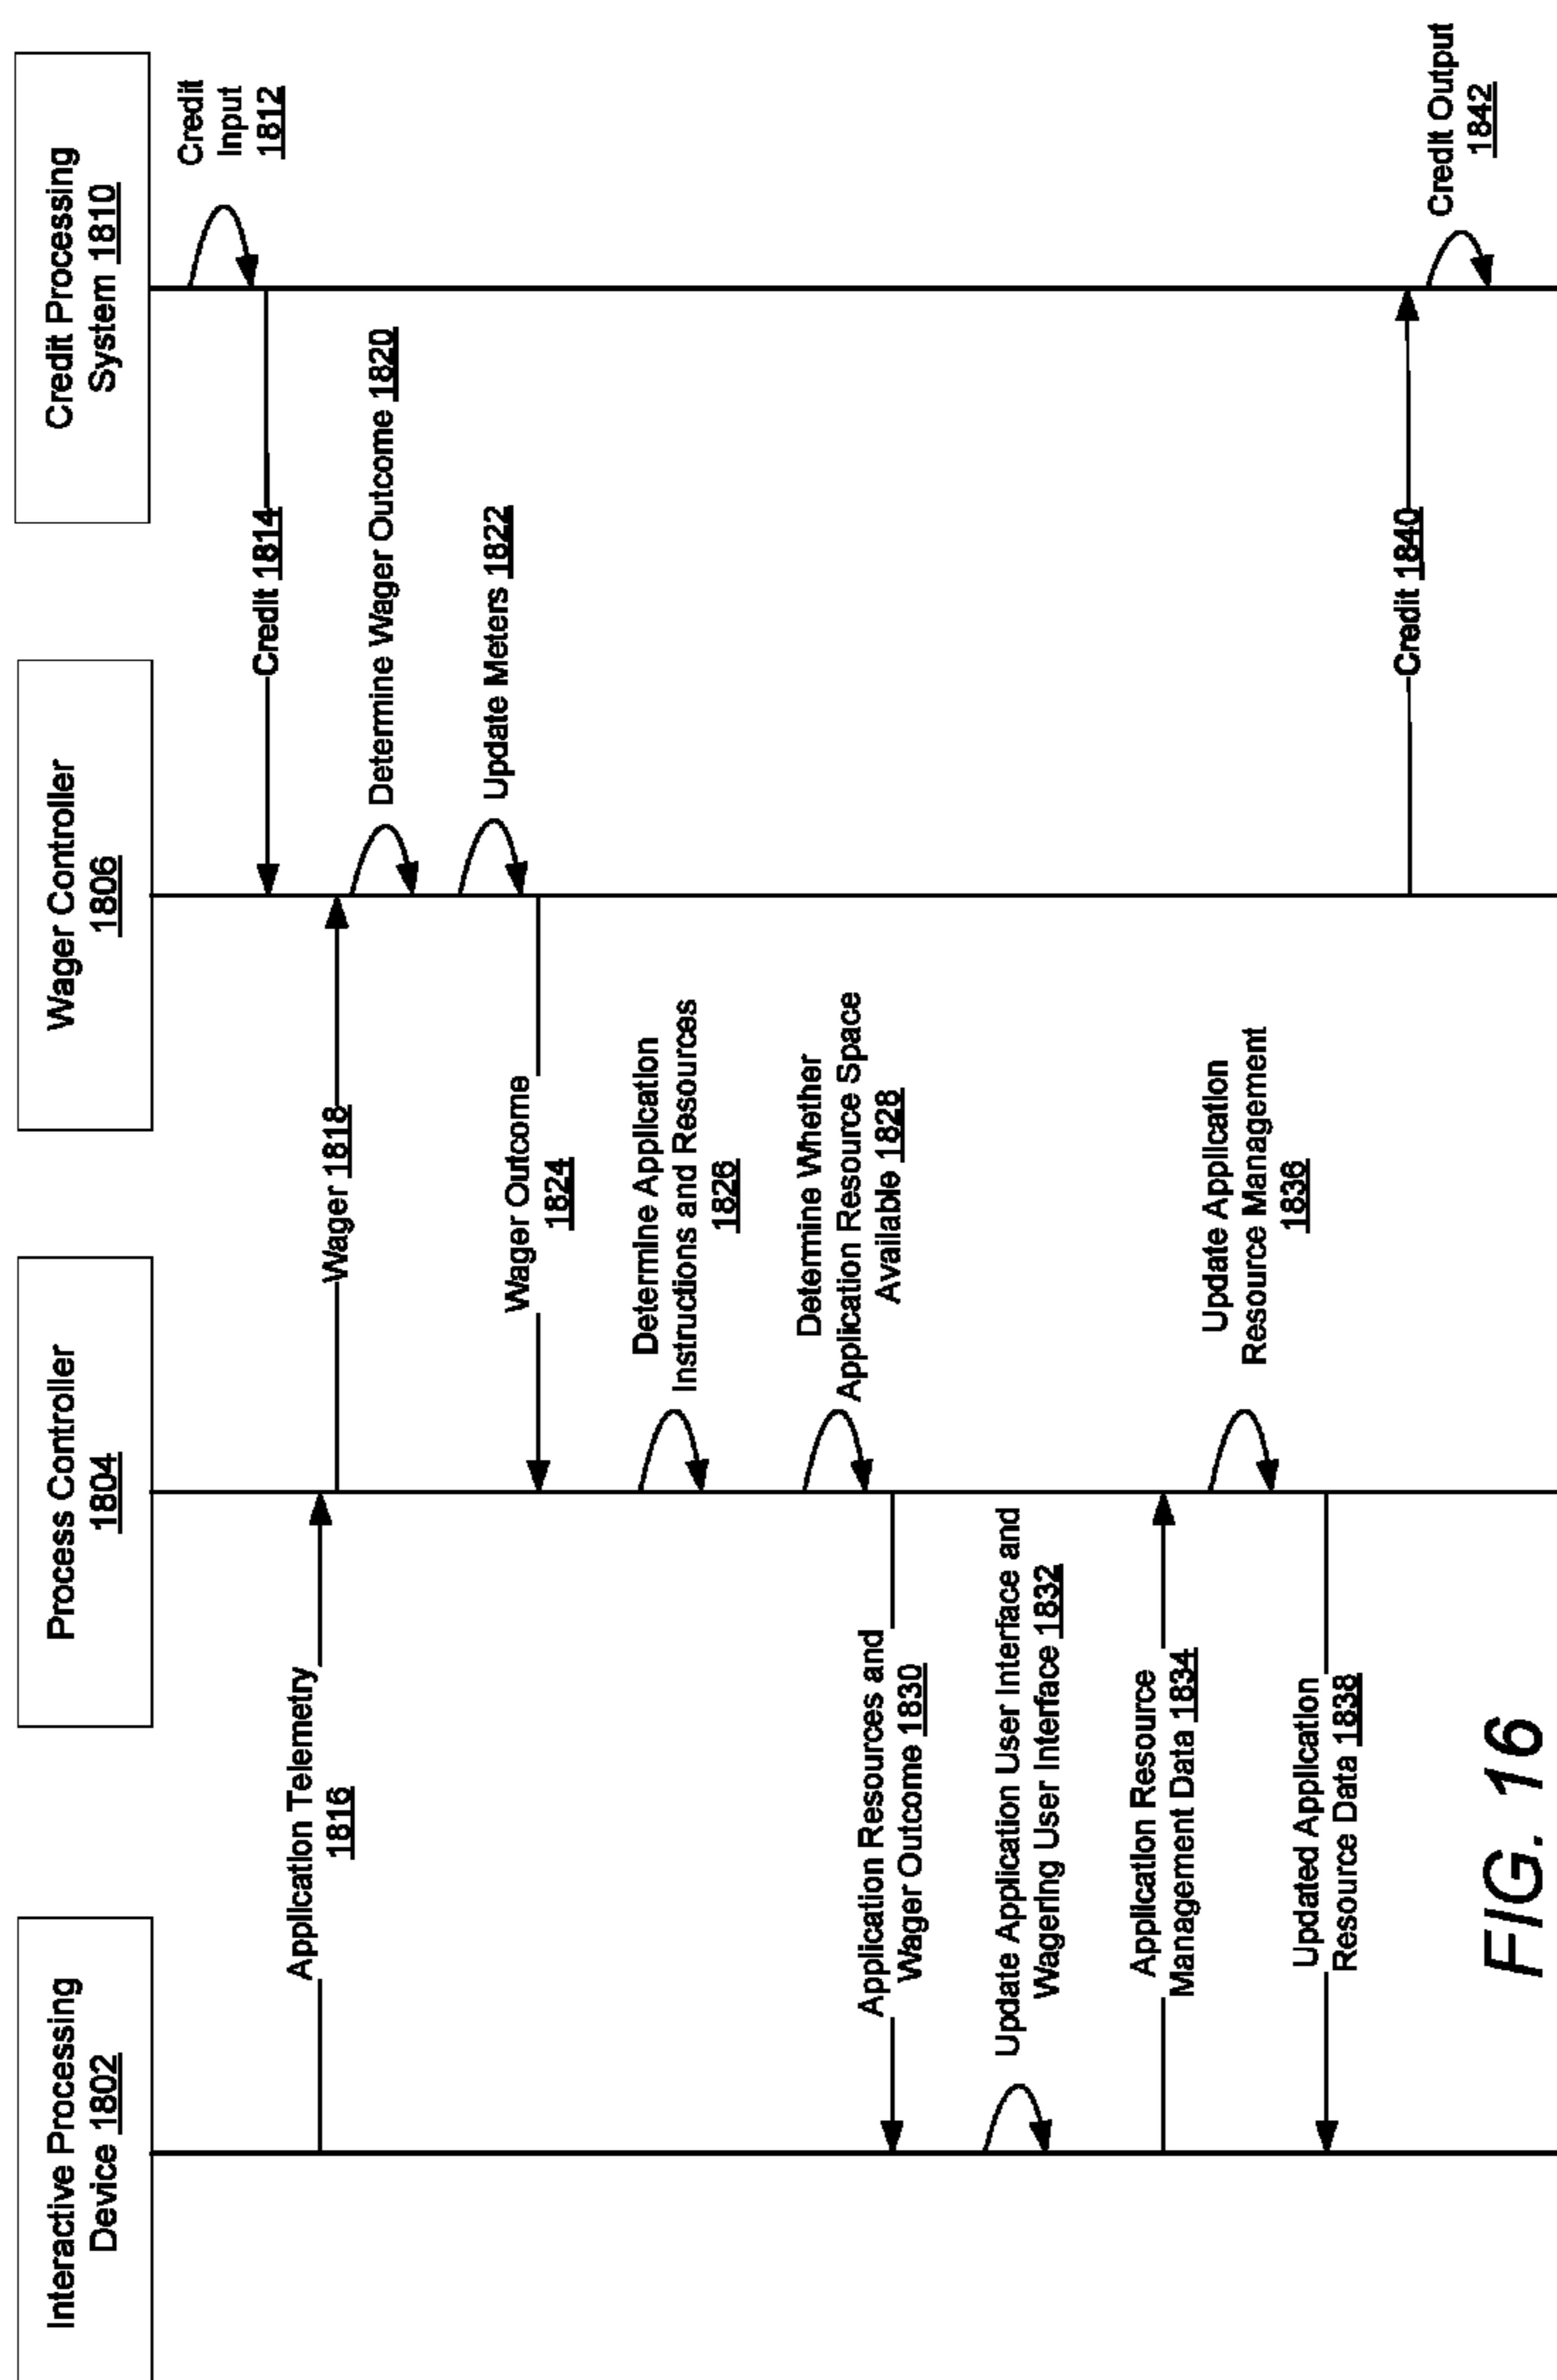 Interactive Processing
Device 1802
Process Controller
1804
Wager Controller
1806
Credit Processing
System 1810
Credit
Input
1812
Credit 1814
Application Telemetry
1816
Wager 1818
Determine Wager Outcome 1820
Update Meters 1822
Wager Outcome
1824
Determine Application
Instructions and Resources
1826
Determine Whether
Application Resource Space
Available 1828
Application Resources and
Wager Outcome 1830
Update Application User Interface and
Wagering User Interface 1832
Application Resource
Management Data 1834
Update Application
Resource Management
1836
Updated Application
Resource Data 1838
Credit 1840
Credit Output
1842
FIG. 16